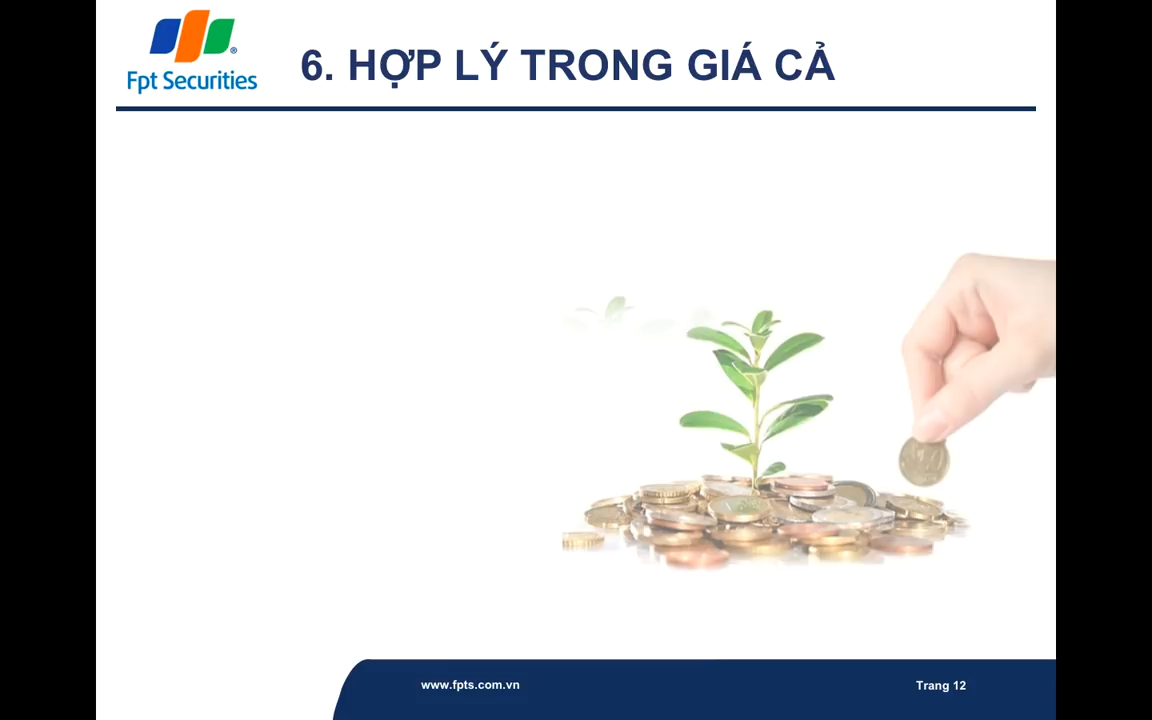 Fpt Securities
6. HỢP LÝ TRONG GIÁ CẢ
www.fpts.com.vn
Trang 12